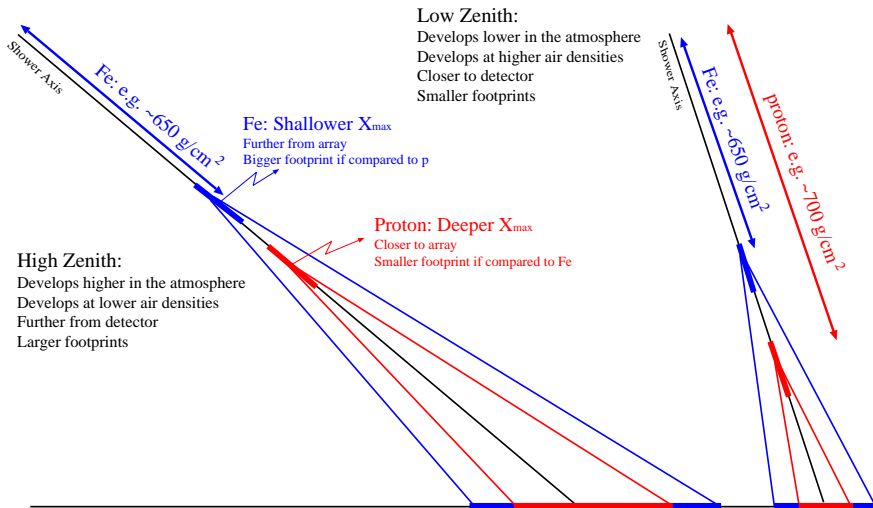 Low Zenith:
Develops lower in the atmosphere
Develops at higher air densities
Closer to detector
Smaller footprints
Shower Axis
Fe: e.g. ~650 g/cm²
Fe: Shallower Xmax
Further from array
Bigger footprint if compared to p
Proton: Deeper Xmax
Closer to array
Smaller footprint if compared to Fe
High Zenith:
Develops higher in the atmosphere
Develops at lower air densities
Further from detector
Larger footprints
Shower Axis
Fe: e.g. ~650 g/cm²
proton: e.g. ~700 g/cm²